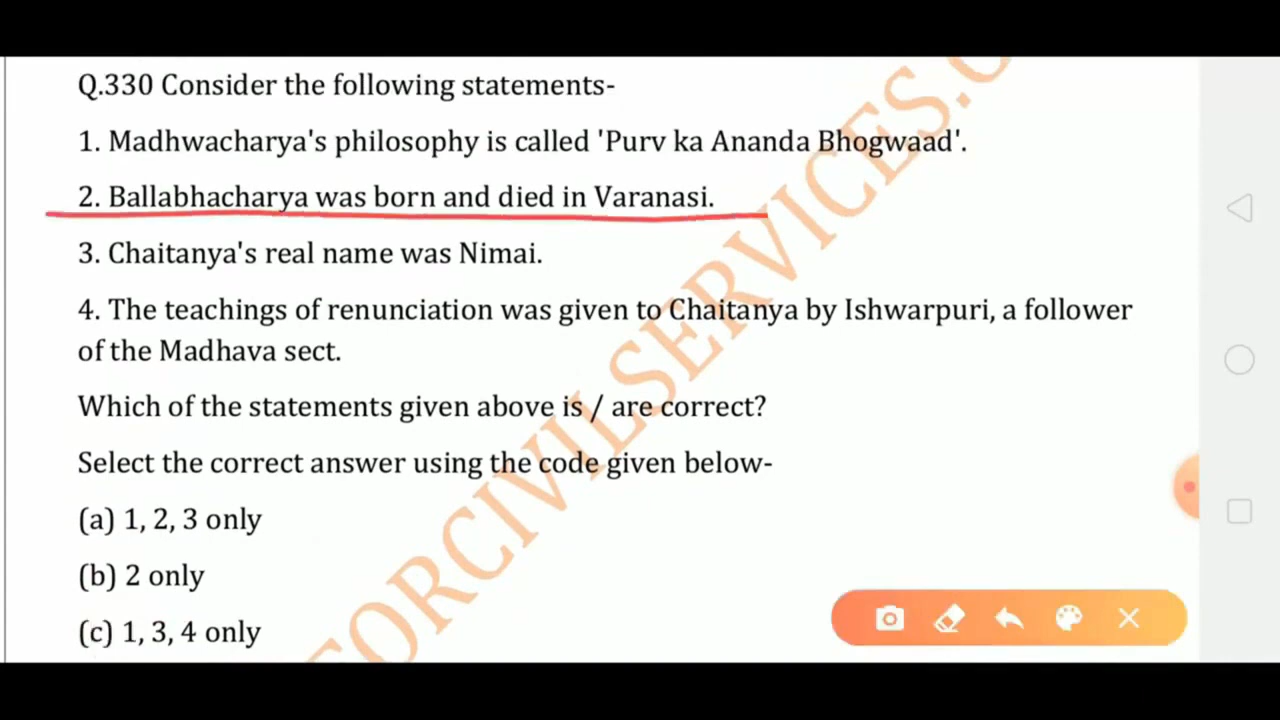 Q.330 Consider the following statements-
1. Madhwacharya's philosophy is called 'Purv ka Ananda Bhogwaad'.
2. Ballabhacharya was born and died in Varanasi.
3. Chaitanya's real name was Nimai.
4. The teachings of renunciation was given to Chaitanya by Ishwarpuri, a follower
of the Madhava sect.
Which of the statements given above is / are correct?
Select the correct answer using the code given below-
(a) 1, 2, 3 only
(b) 2 only
(c) 1, 3, 4 only
FORCIVILSERVICES.C